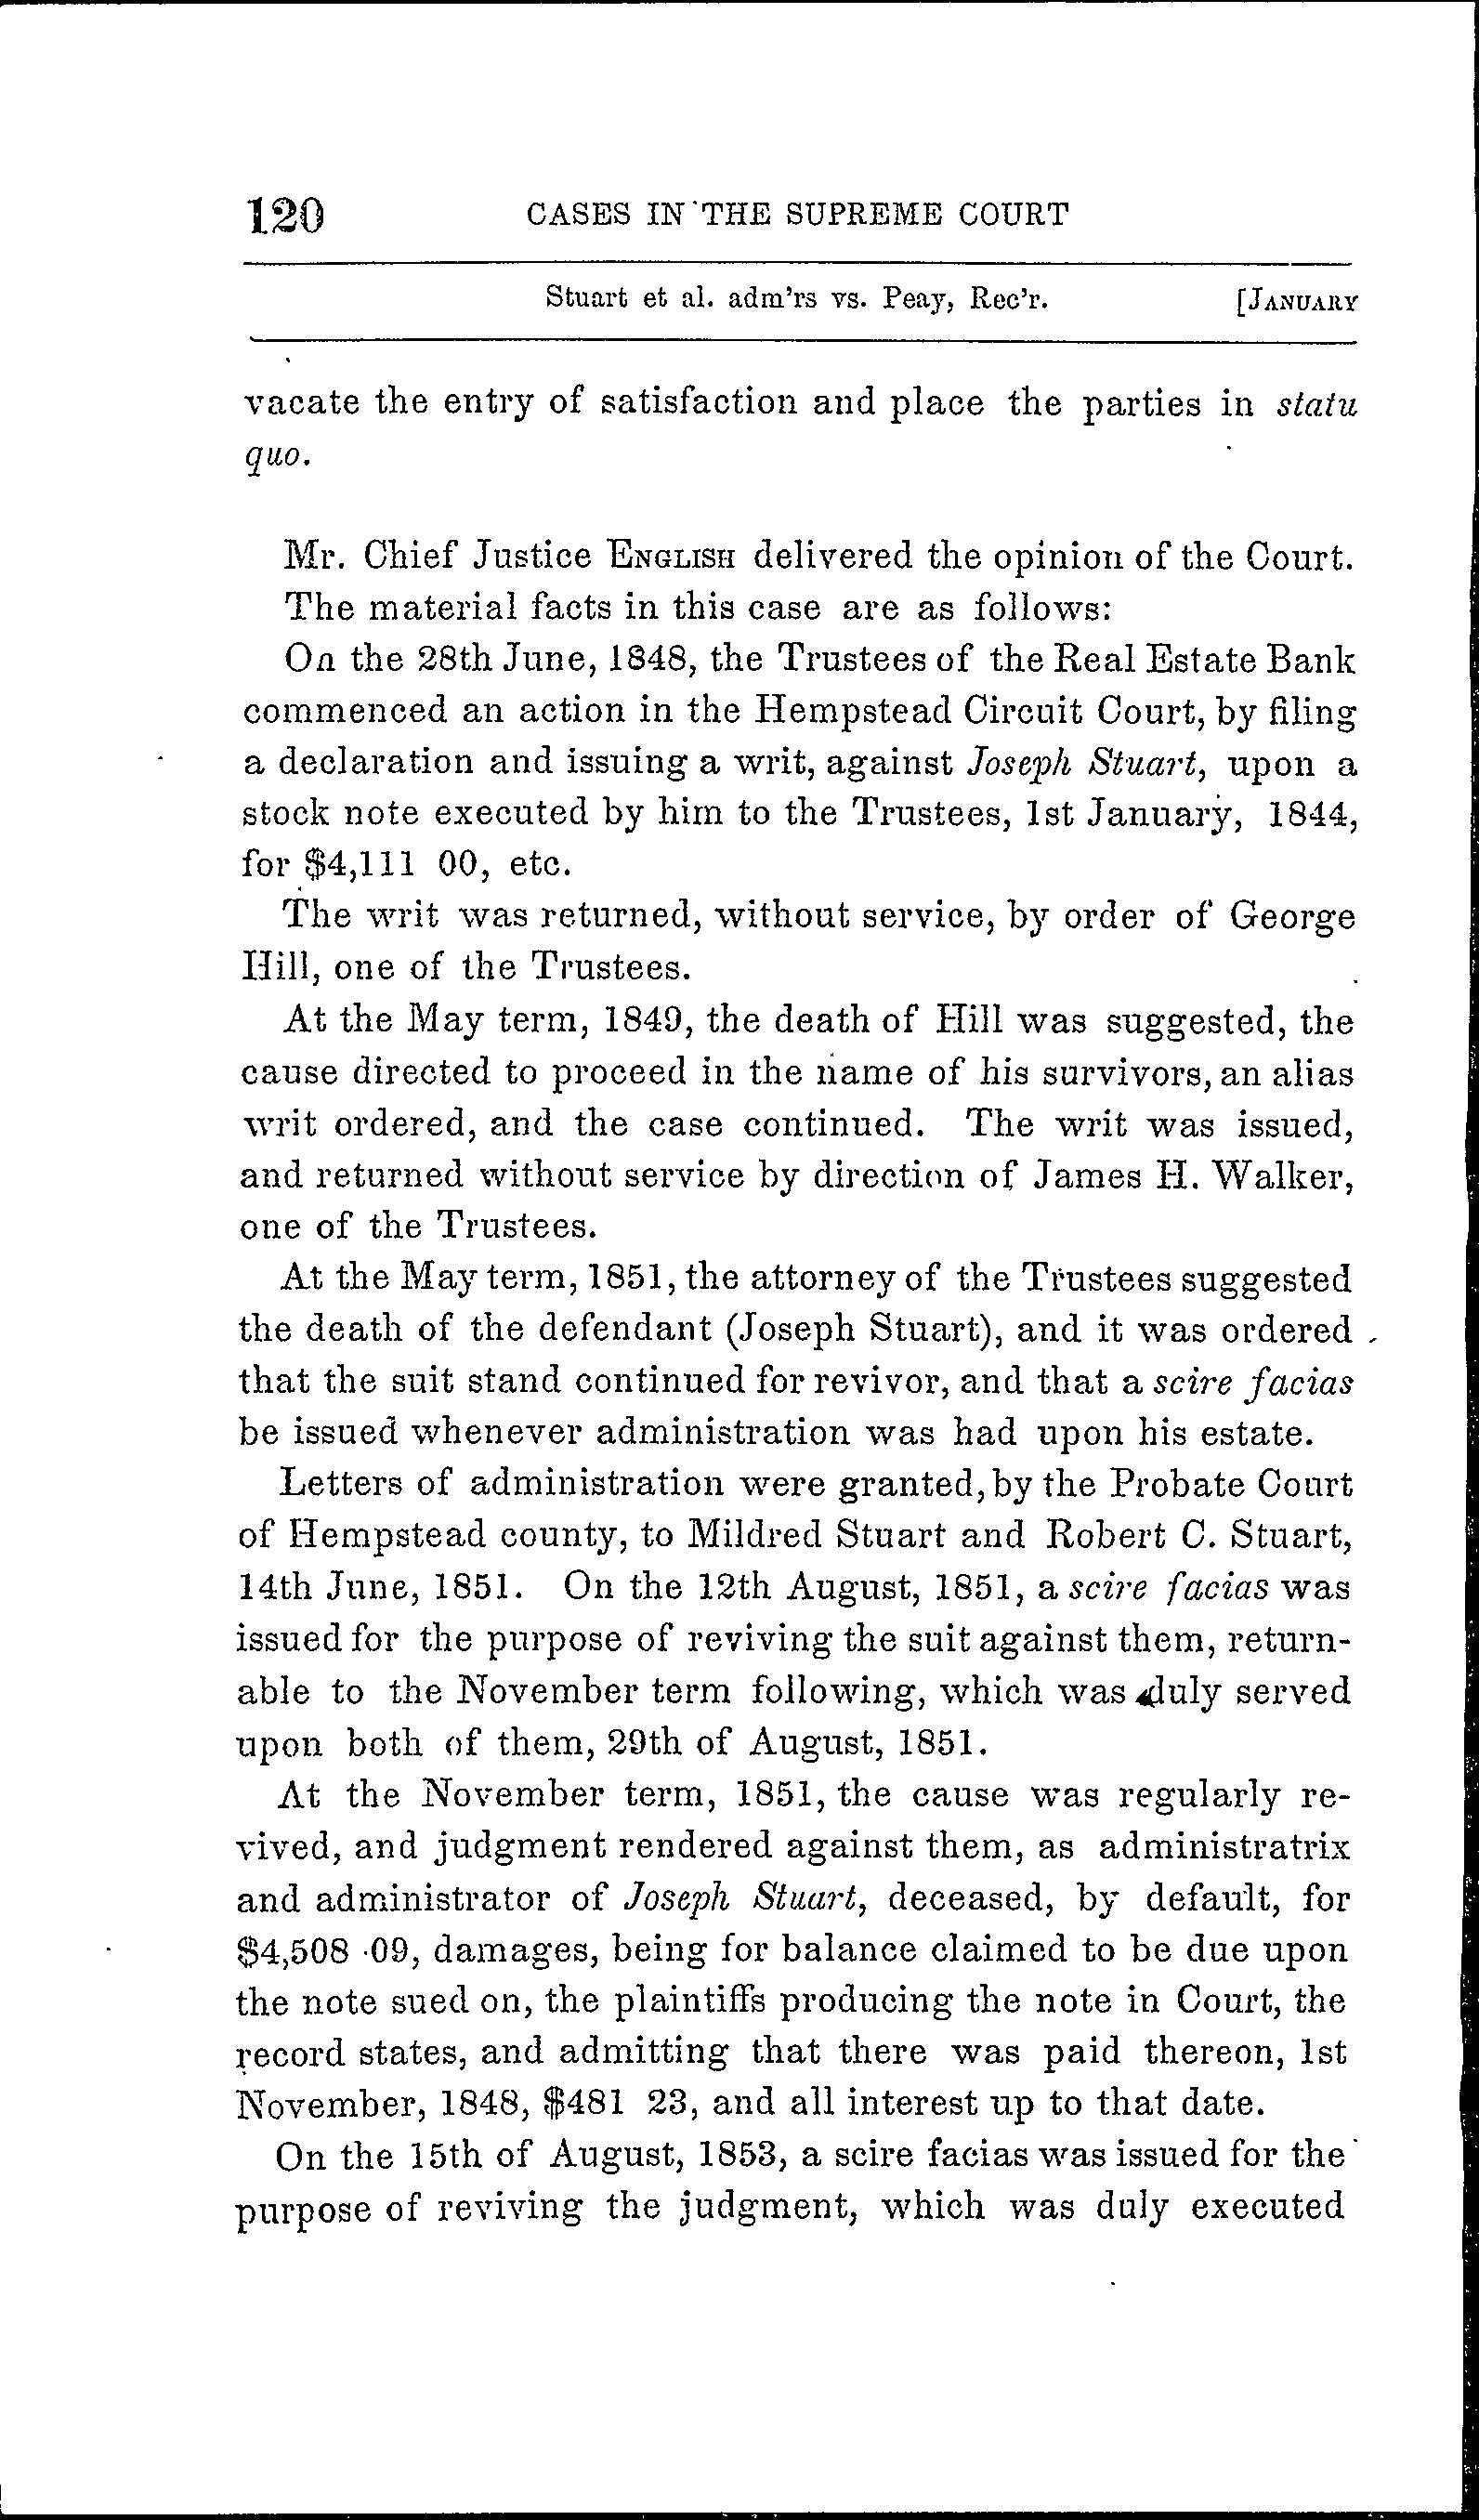 120 CASES IN THE SUPREME COURT
Stuart et al. adm'rs vs. Peay, Rec'r. [JANUARY
vacate the entry of satisfaction and place the parties in statu
quo.
Mr. Chief Justice ENGLISH delivered the opinion of the Court.
The material facts in this case are as follows:
On the 28th June, 1848, the Trustees of the Real Estate Bank
commenced an action in the Hempstead Circuit Court, by filing
a declaration and issuing a writ, against Joseph Stuart, upon a
stock note executed by him to the Trustees, 1st January, 1844,
for $4,111 00, etc.
The writ was returned, without service, by order of George
Hill, one of the Trustees.
At the May term, 1849, the death of Hill was suggested, the
cause directed to proceed in the name of his survivors, an alias
writ ordered, and the case continued. The writ was issued,
and returned without service by direction of James H. Walker,
one of the Trustees.
At the May term, 1851, the attorney of the Trustees suggested
the death of the defendant (Joseph Stuart), and it was ordered
that the suit stand continued for revivor, and that a scire facias
be issued whenever administration was had upon his estate.
Letters of administration were granted, by the Probate Court
of Hempstead county, to Mildred Stuart and Robert C. Stuart,
14th June, 1851. On the 12th August, 1851, a scire facias was
issued for the purpose of reviving the suit against them, return-
able to the November term following, which was duly served
upon both of them, 29th of August, 1851.
At the November term, 1851, the cause was regularly re-
vived, and judgment rendered against them, as administratrix
and administrator of Joseph Stuart, deceased, by default, for
$4,508 09, damages, being for balance claimed to be due upon
the note sued on, the plaintiffs producing the note in Court, the
record states, and admitting that there was paid thereon, 1st
November, 1848, $481 23, and all interest up to that date.
On the 15th of August, 1853, a scire facias was issued for the
purpose of reviving the judgment, which was duly executed